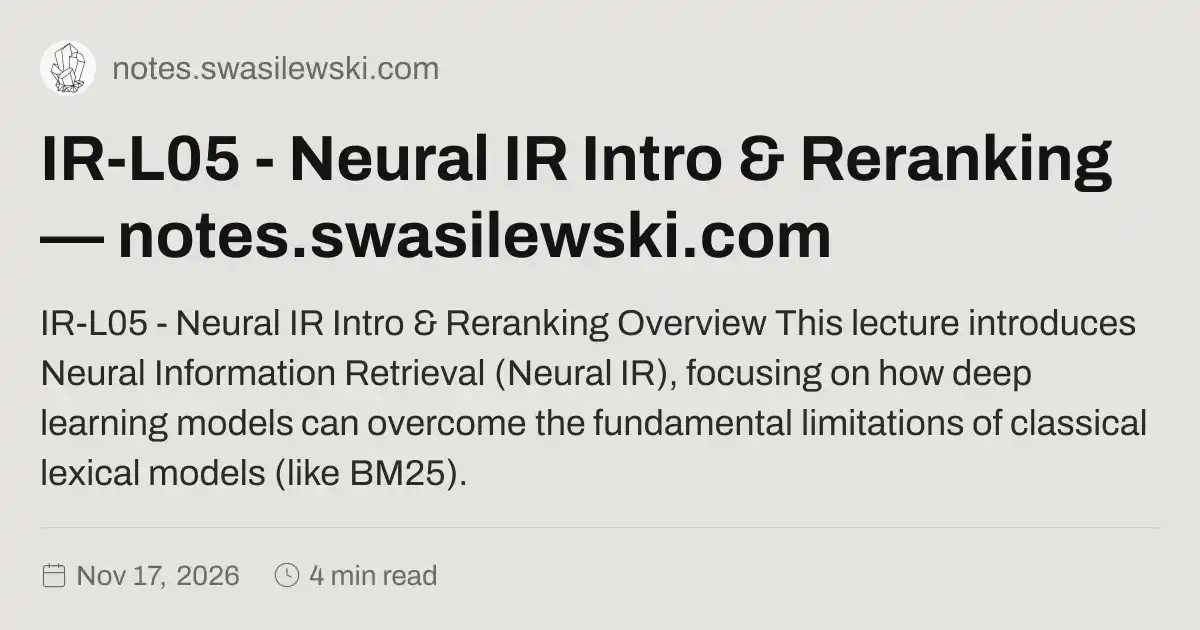 notes.swasilewski.com
IR-L05 - Neural IR Intro & Reranking
— notes.swasilewski.com
IR-L05 - Neural IR Intro & Reranking Overview This lecture introduces
Neural Information Retrieval (Neural IR), focusing on how deep
learning models can overcome the fundamental limitations of classical
lexical models (like BM25).
Nov 17, 2026 4 min read